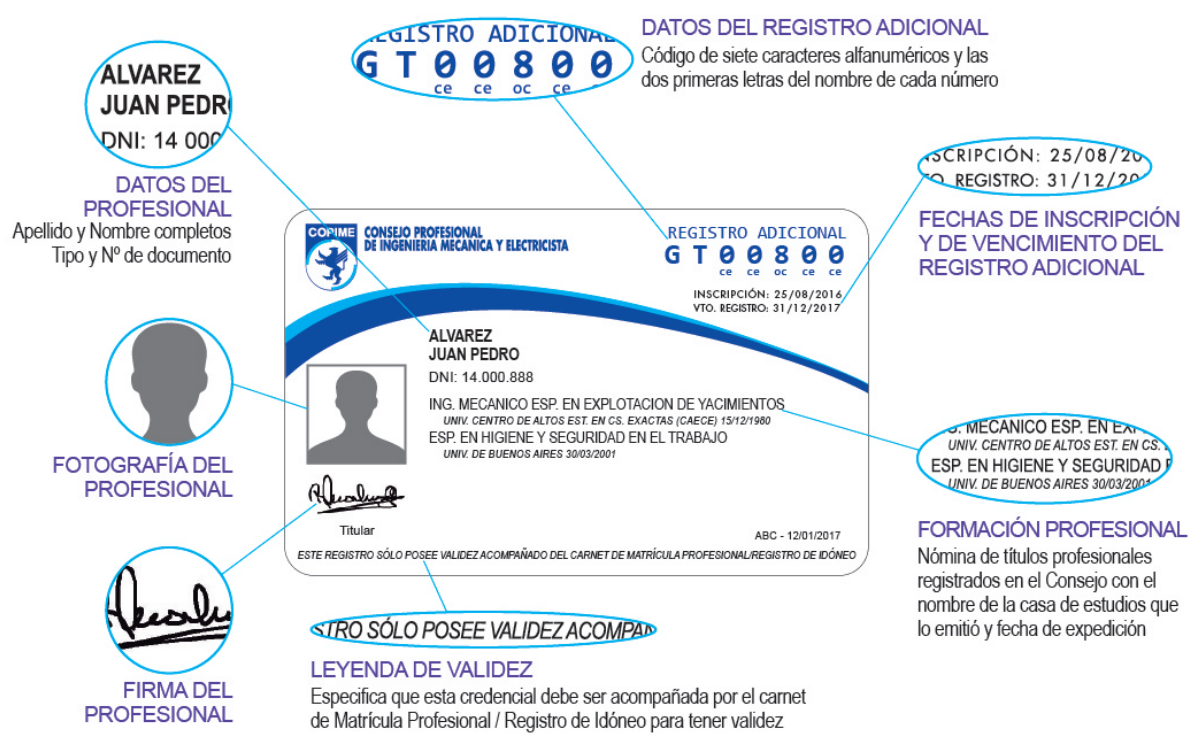 ALVAREZ
JUAN PEDR
DNI: 14 000
DATOS DEL
PROFESIONAL
Apellido y Nombre completos
Tipo y Nº de documento
REGISTRO ADICIONAL
GT00800
ce ce oc ce
DATOS DEL REGISTRO ADICIONAL
Código de siete caracteres alfanuméricos y las
dos primeras letras del nombre de cada número
NSCRIPCIÓN: 25/08/20
TO. REGISTRO: 31/12/20
FECHAS DE INSCRIPCIÓN
Y DE VENCIMIENTO DEL
REGISTRO ADICIONAL
COPIME
CONSEJO PROFESIONAL
DE INGENIERIA MECANICA Y ELECTRICISTA
REGISTRO ADICIONAL
GT00800
ce ce oc ce ce
INSCRIPCIÓN: 25/08/2016
VTO. REGISTRO: 31/12/2017
ALVAREZ
JUAN PEDRO
DNI: 14.000.888
ING. MECANICO ESP. EN EXPLOTACION DE YACIMIENTOS
UNIV. CENTRO DE ALTOS EST. EN CS. EXACTAS (CAECE) 15/12/1980
ESP. EN HIGIENE Y SEGURIDAD EN EL TRABAJO
UNIV. DE BUENOS AIRES 30/03/2001
Titular
ABC - 12/01/2017
ESTE REGISTRO SÓLO POSEE VALIDEZ ACOMPAÑADO DEL CARNET DE MATRÍCULA PROFESIONAL/REGISTRO DE IDÓNEO
FOTOGRAFÍA DEL
PROFESIONAL
FIRMA DEL
PROFESIONAL
STRO SÓLO POSEE VALIDEZ ACOMPAÑ
LEYENDA DE VALIDEZ
Especifica que esta credencial debe ser acompañada por el carnet
de Matrícula Profesional / Registro de Idóneo para tener validez
G. MECANICO ESP. EN EXP
UNIV. CENTRO DE ALTOS EST. EN CS.
ESP. EN HIGIENE Y SEGURIDAD
UNIV. DE BUENOS AIRES 30/03/2001
FORMACIÓN PROFESIONAL
Nómina de títulos profesionales
registrados en el Consejo con el
nombre de la casa de estudios que
lo emitió y fecha de expedición